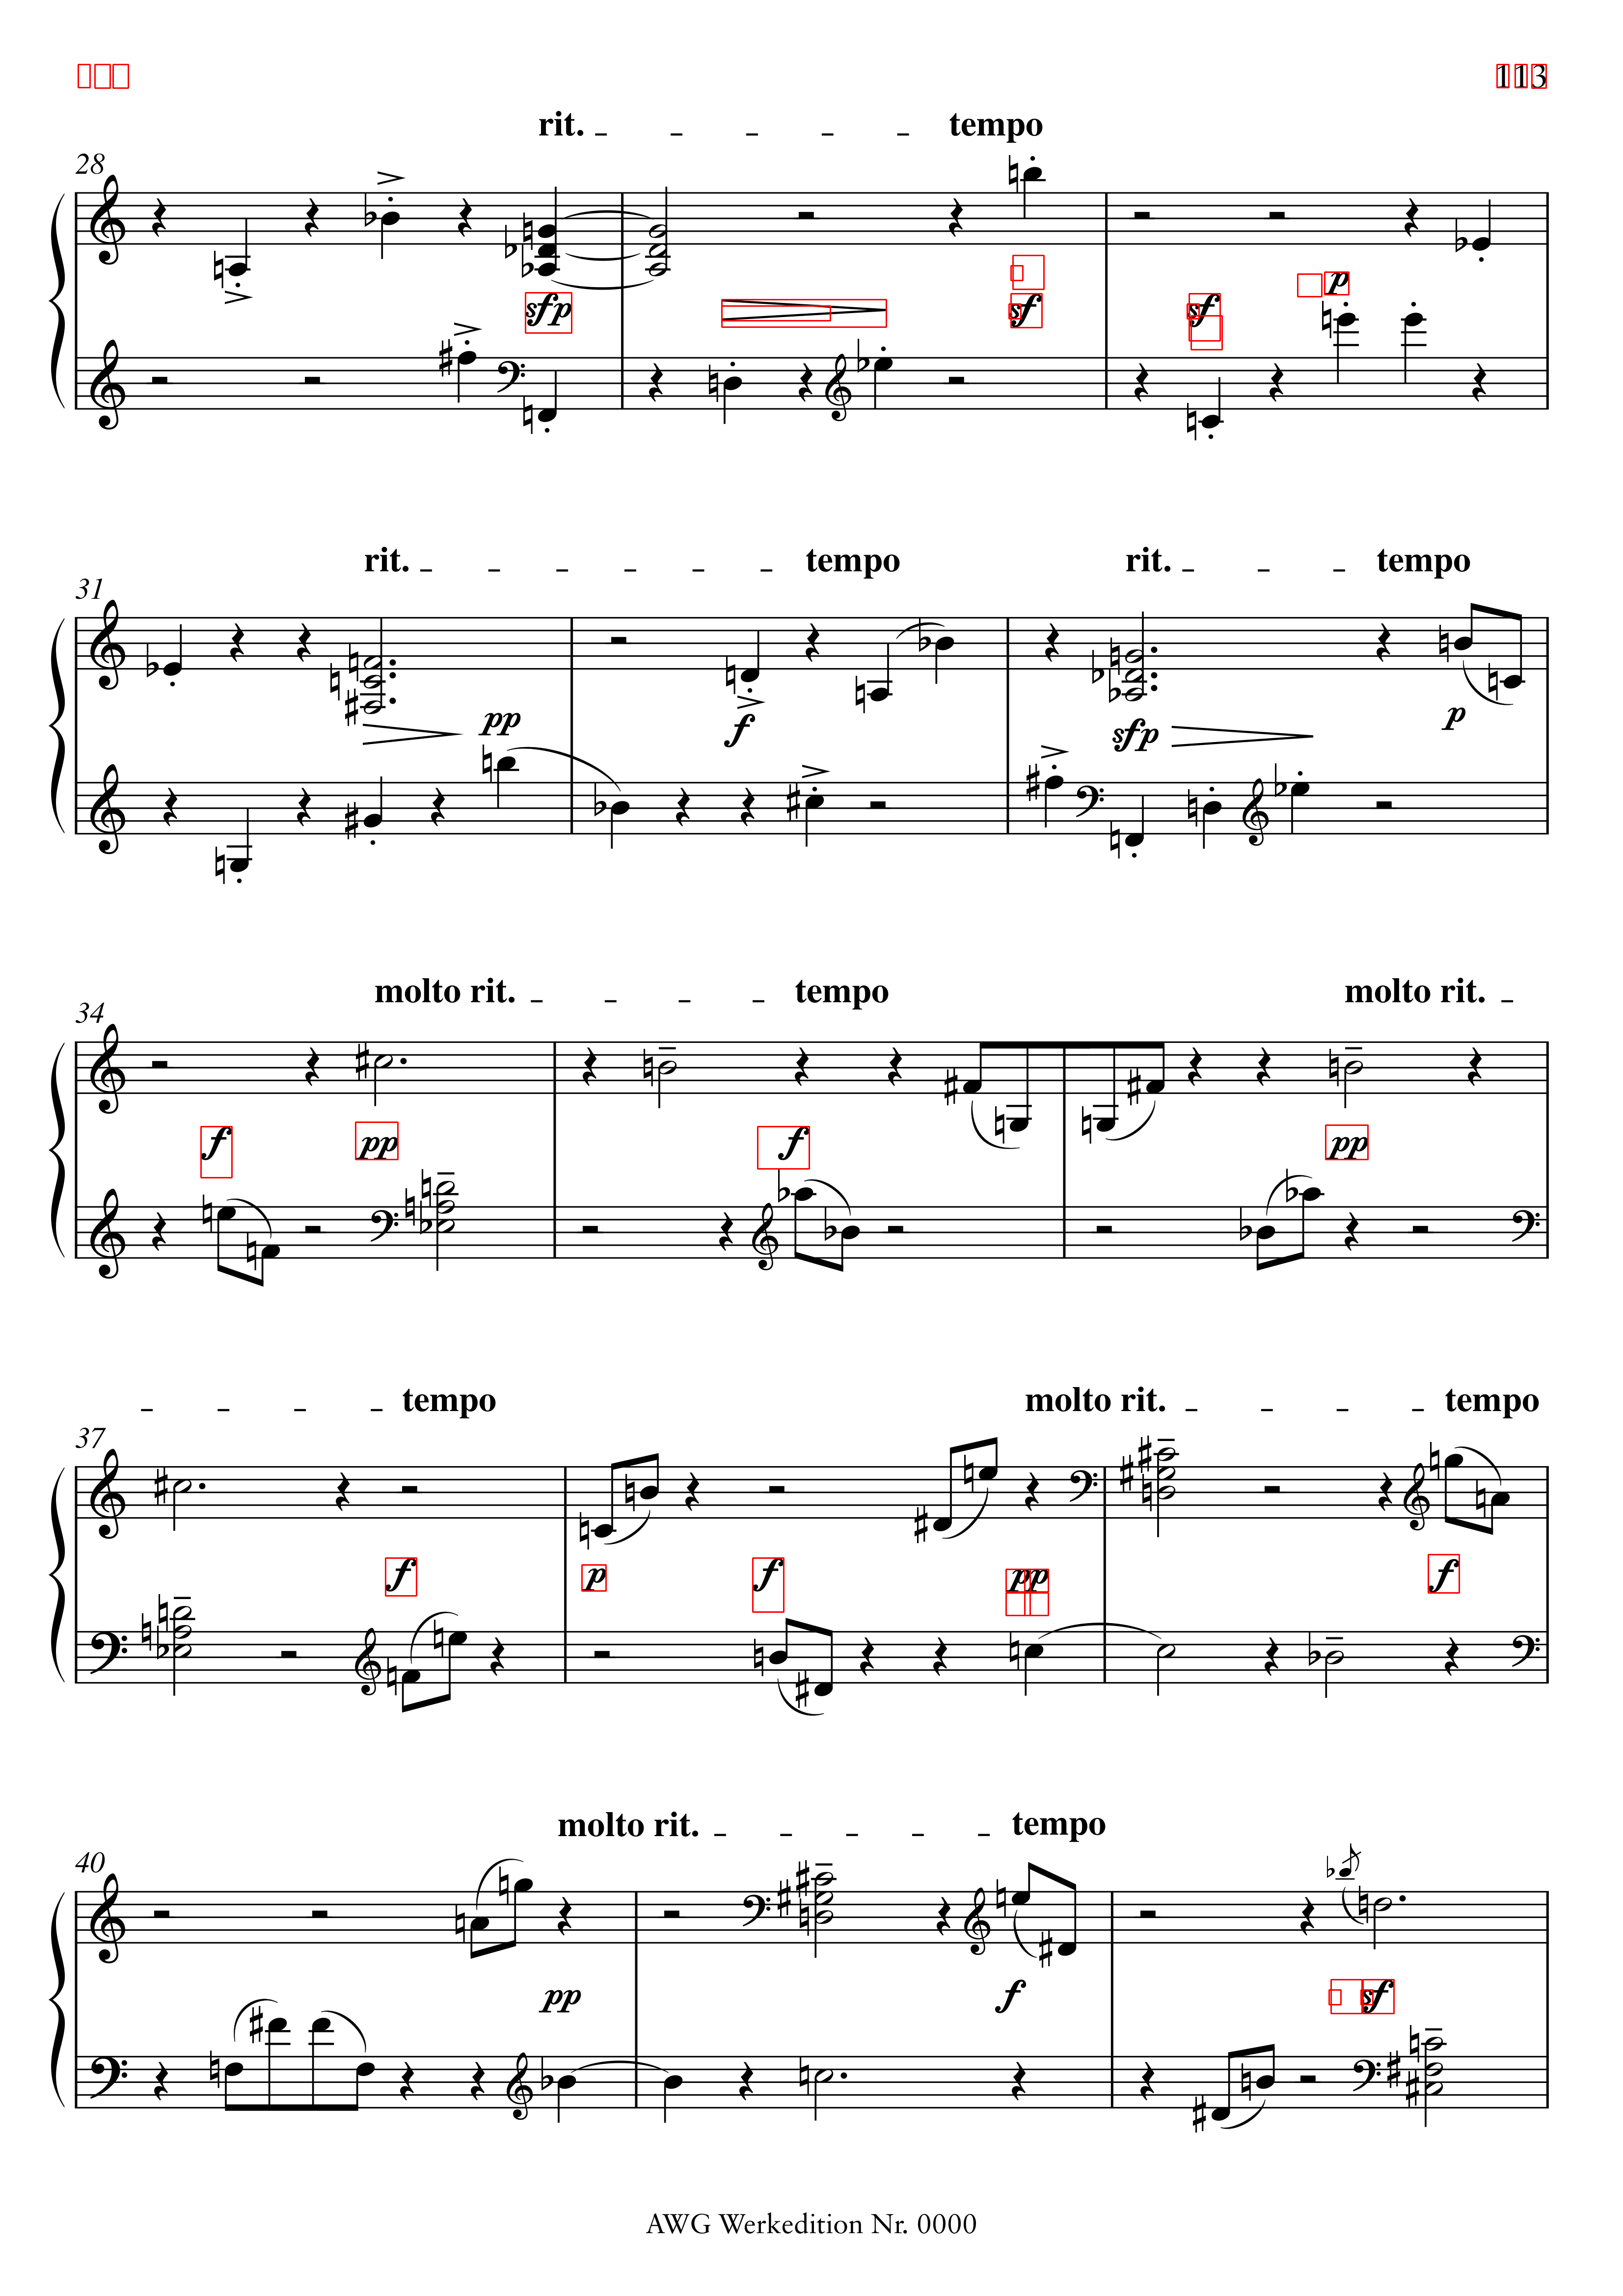 113
rit. tempo
28
sfp sf sf p
rit. tempo rit. tempo
31
pp f sfp p
molto rit. tempo molto rit.
34
f pp f pp
tempo molto rit. tempo
37
f p f pp f
molto rit. tempo
40
pp f sf
AWG Werkedition Nr. 0000